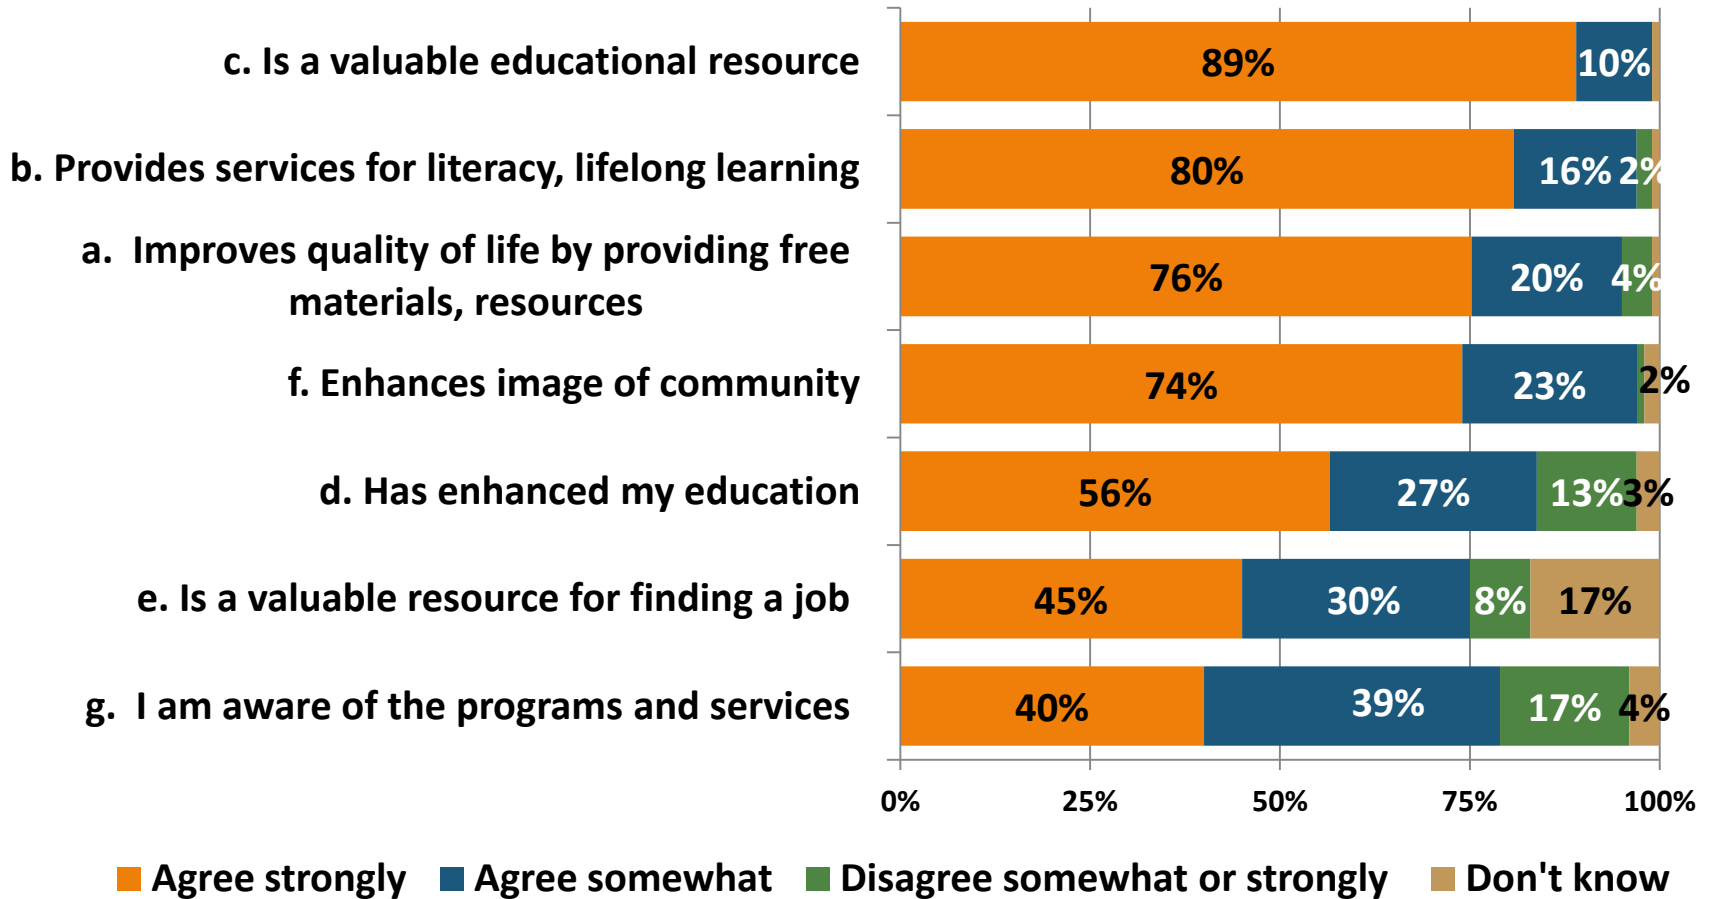 c. Is a valuable educational resource
89% 10%
b. Provides services for literacy, lifelong learning
80% 16% 2%
a. Improves quality of life by providing free
materials, resources
76% 20% 4%
f. Enhances image of community
74% 23% 2%
d. Has enhanced my education
56% 27% 13% 3%
e. Is a valuable resource for finding a job
45% 30% 8% 17%
g. I am aware of the programs and services
40% 39% 17% 4%
0% 25% 50% 75% 100%
Agree strongly Agree somewhat Disagree somewhat or strongly Don't know